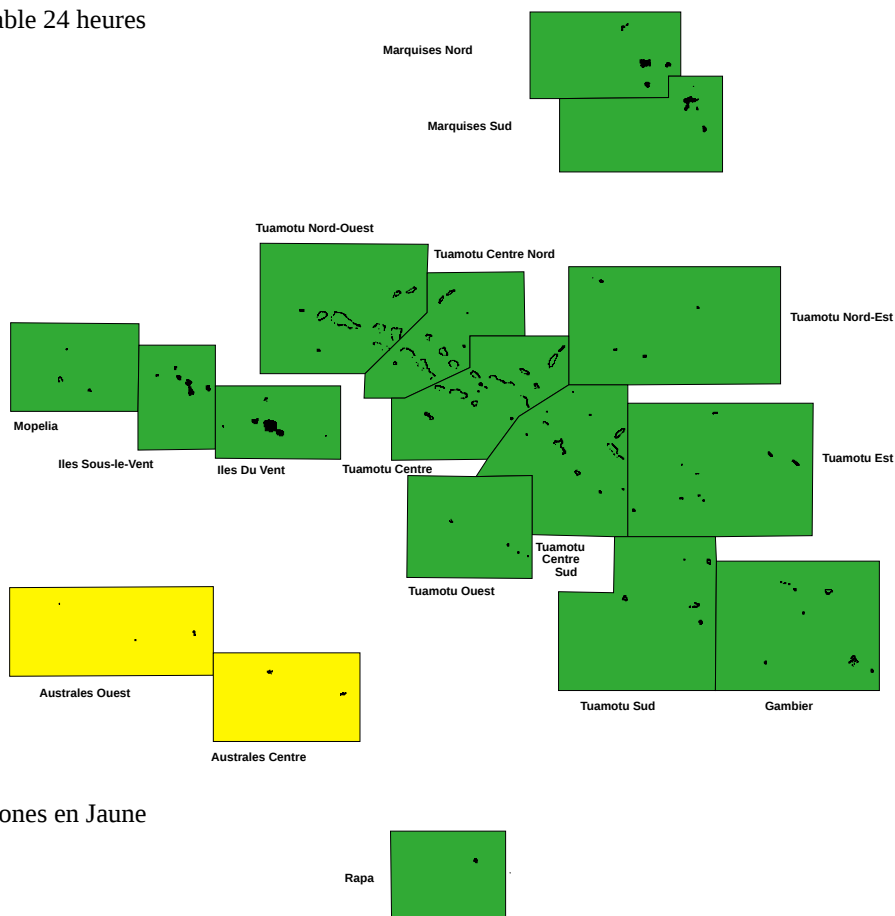 able 24 heures
Marquises Nord
Marquises Sud
Tuamotu Nord-Ouest
Tuamotu Centre Nord
Tuamotu Nord-Est
Mopelia
Iles Sous-le-Vent
Iles Du Vent
Tuamotu Centre
Tuamotu Est
Tuamotu
Centre
Sud
Tuamotu Ouest
Australes Ouest
Tuamotu Sud
Gambier
Australes Centre
ones en Jaune
Rapa